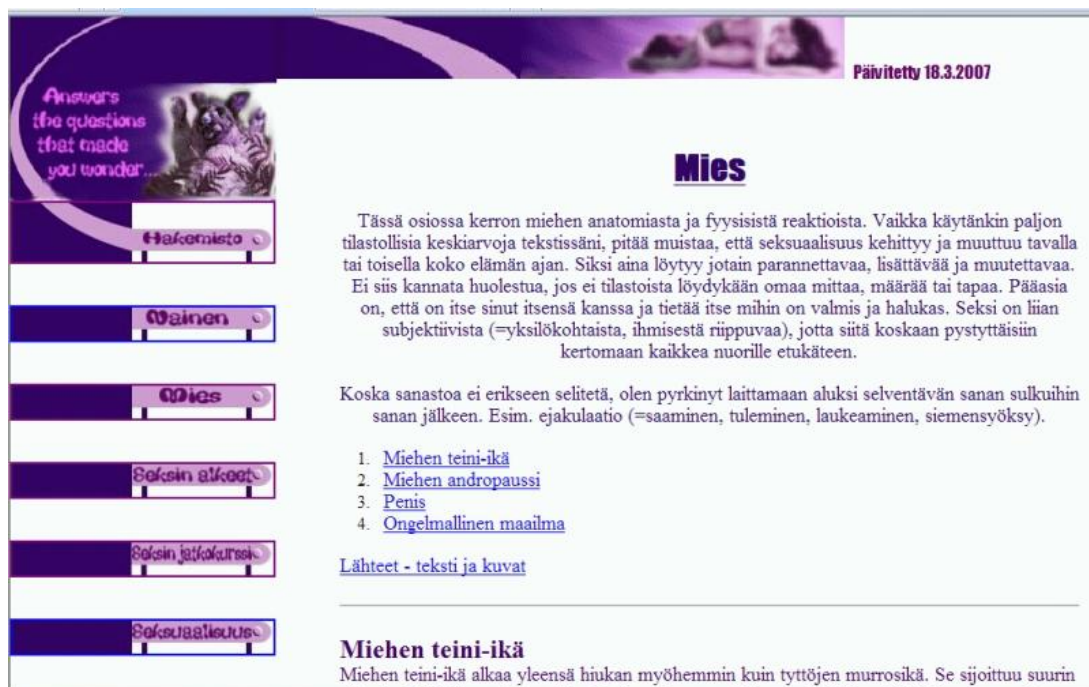 Päivitetty 18.3.2007
Answers
the questions
that made
you wonder...
Hakemisto
Nainen
Mies
Seksin alkeet
Seksin jatkokurssi
Seksuaalisuus
Mies
Tässä osiossa kerron miehen anatomiasta ja fyysisistä reaktioista. Vaikka käytänkin paljon
tilastollisia keskiarvoja tekstissäni, pitää muistaa, että seksuaalisuus kehittyy ja muuttuu tavalla
tai toisella koko elämän ajan. Siksi aina löytyy jotain parannettavaa, lisättävää ja muutettavaa.
Ei siis kannata huolestua, jos ei tilastoista löydykään omaa mittaa, määrää tai tapaa. Pääasia
on, että on itse sinut itsensä kanssa ja tietää itse mihin on valmis ja halukas. Seksi on liian
subjektiivista (=yksilökohtaista, ihmisestä riippuvaa), jotta siitä koskaan pystyttäisiin
kertomaan kaikkea nuorille etukäteen.
Koska sanastoa ei erikseen selitetä, olen pyrkinyt laittamaan aluksi selventävän sanan sulkuihin
sanan jälkeen. Esim. ejakulaatio (=saaminen, tuleminen, laukeaminen, siemensyöksy).
1. Miehen teini-ikä
2. Miehen andropaussi
3. Penis
4. Ongelmallinen maailma
Lähteet - teksti ja kuvat
Miehen teini-ikä
Miehen teini-ikä alkaa yleensä hiukan myöhemmin kuin tyttöjen murrosikä. Se sijoittuu suurin